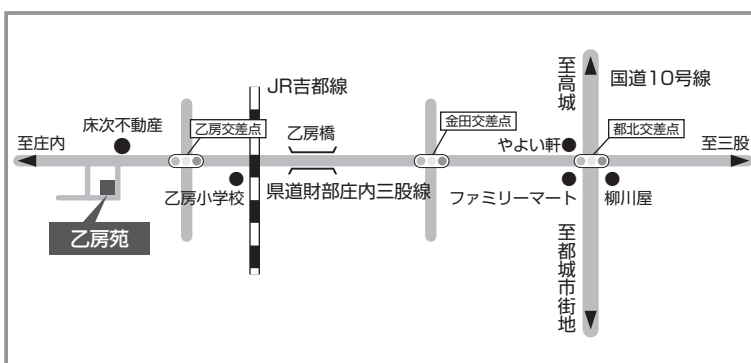 JR吉都線
至高城
国道10号線
床次不動産
乙房交差点
乙房橋
金田交差点
やよい軒
都北交差点
至庄内
至三股
乙房小学校
県道財部庄内三股線
ファミリーマート
柳川屋
乙房苑
至都城市街地